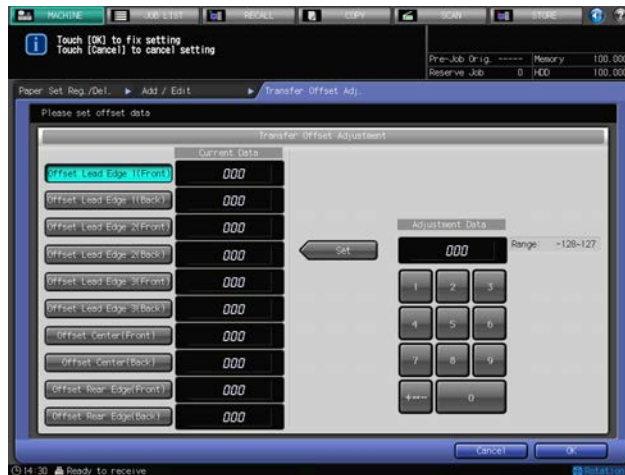 MACHINE JOB LIST RECALL COPY SCAN STORE
Touch [OK] to fix setting
Touch [Cancel] to cancel setting
Pre-Job Orig. ----- Memory 100.00
Reserve Job 0 HDD 100.00
Paper Set Reg./Del. Add / Edit Transfer Offset Adj.
Please set offset data
Transfer Offset Adjustment
Current Data
Offset Lead Edge 1(Front) 000
Offset Lead Edge 1(Back) 000
Offset Lead Edge 2(Front) 000
Offset Lead Edge 2(Back) 000
Offset Lead Edge 3(Front) 000
Offset Lead Edge 3(Back) 000
Offset Center(Front) 000
Offset Center(Back) 000
Offset Rear Edge(Front) 000
Offset Rear Edge(Back) 000
Set
Adjustment Data
000 Range: -128~127
1 2 3
4 5 6
7 8 9
0
Cancel OK
14:30 Ready to receive Rotation